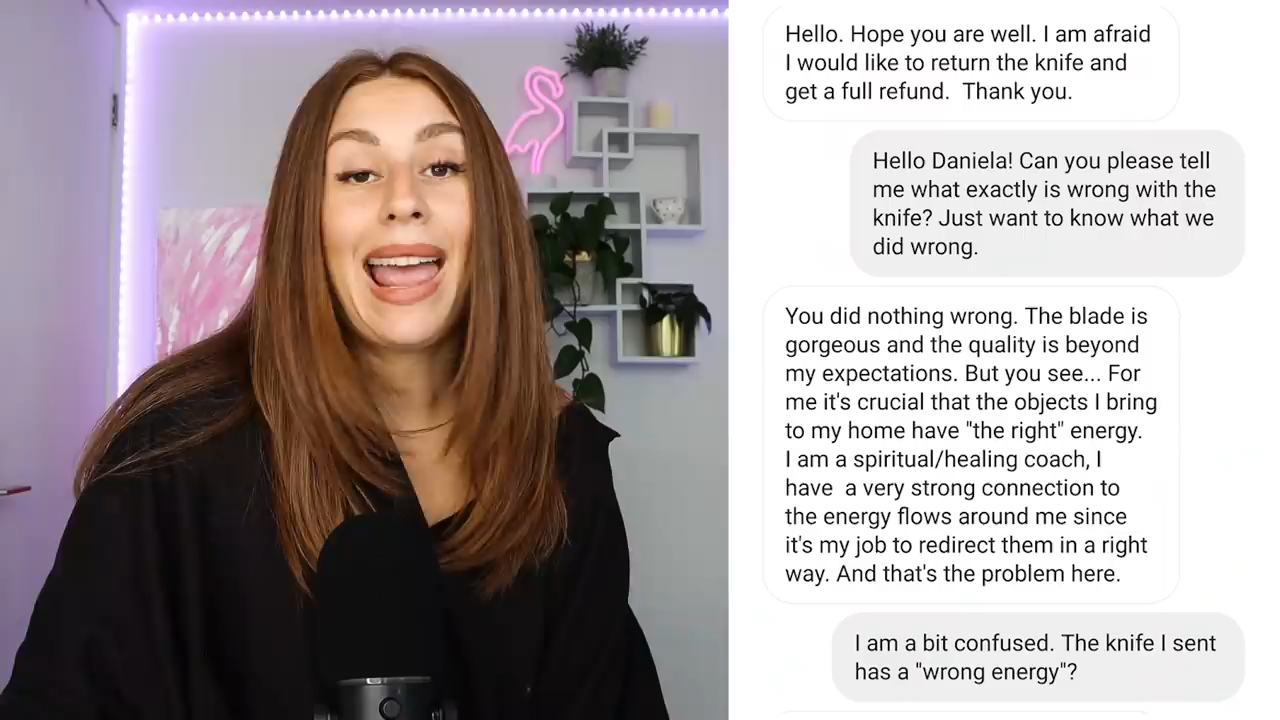 Hello. Hope you are well. I am afraid
I would like to return the knife and
get a full refund.  Thank you.
Hello Daniela! Can you please tell
me what exactly is wrong with the
knife? Just want to know what we
did wrong.
You did nothing wrong. The blade is
gorgeous and the quality is beyond
my expectations. But you see... For
me it's crucial that the objects I bring
to my home have "the right" energy.
I am a spiritual/healing coach, I
have  a very strong connection to
the energy flows around me since
it's my job to redirect them in a right
way. And that's the problem here.
I am a bit confused. The knife I sent
has a "wrong energy"?